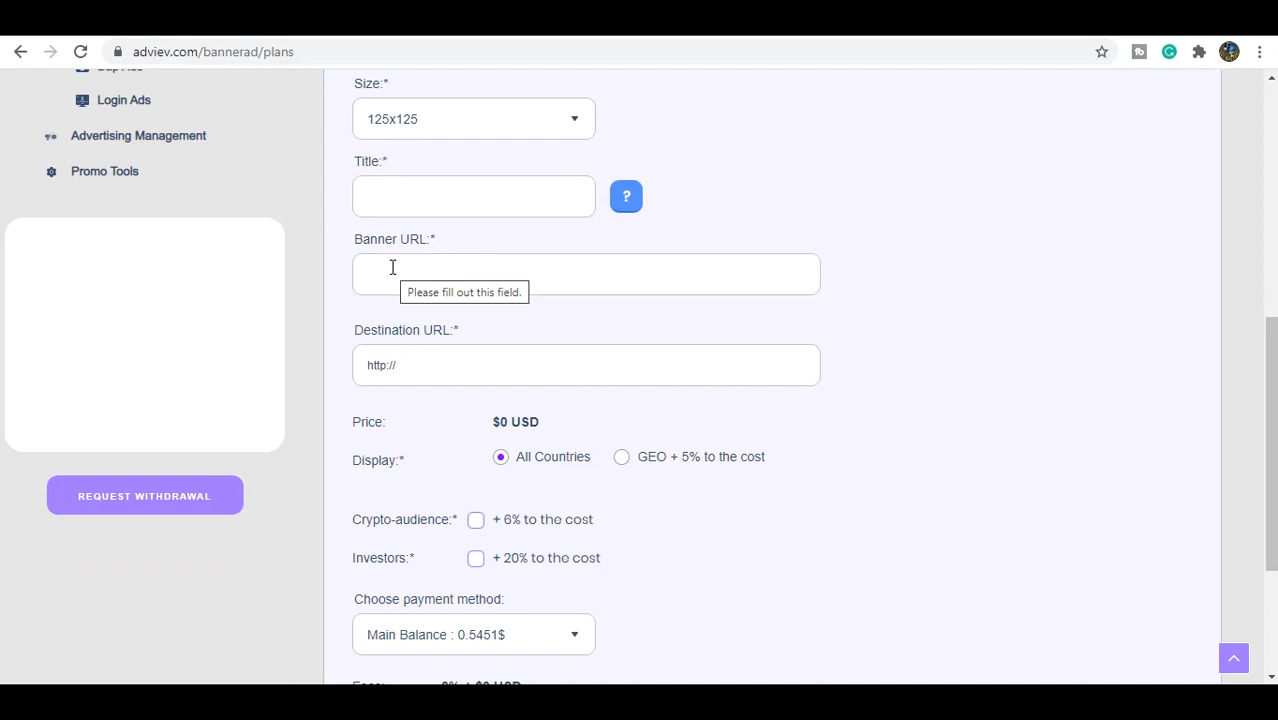 adviev.com/bannerad/plans
Login Ads
Advertising Management
Promo Tools
REQUEST WITHDRAWAL
Size:*
125x125
Title:*
?
Banner URL:*
Please fill out this field.
Destination URL:*
http://
Price: $0 USD
Display:* All Countries GEO + 5% to the cost
Crypto-audience:* + 6% to the cost
Investors:* + 20% to the cost
Choose payment method:
Main Balance : 0.5451$